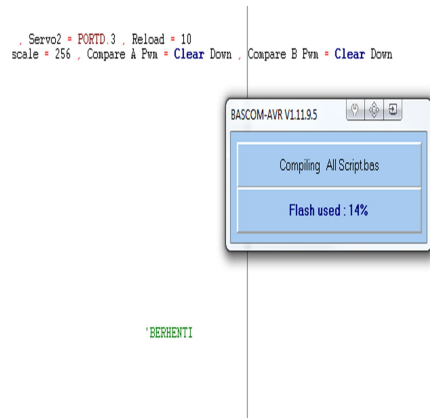 , Servo2 = PORTD.3 , Reload = 10
scale = 256 , Compare A Pwm = Clear Down , Compare B Pwm = Clear Down
BASCOM-AVR V1.11.9.5
Compiling All Script.bas
Flash used : 14%
'BERHENTI